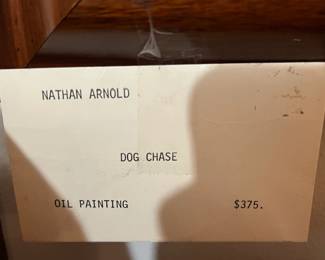 NATHAN ARNOLD
DOG CHASE
OIL PAINTING $375.